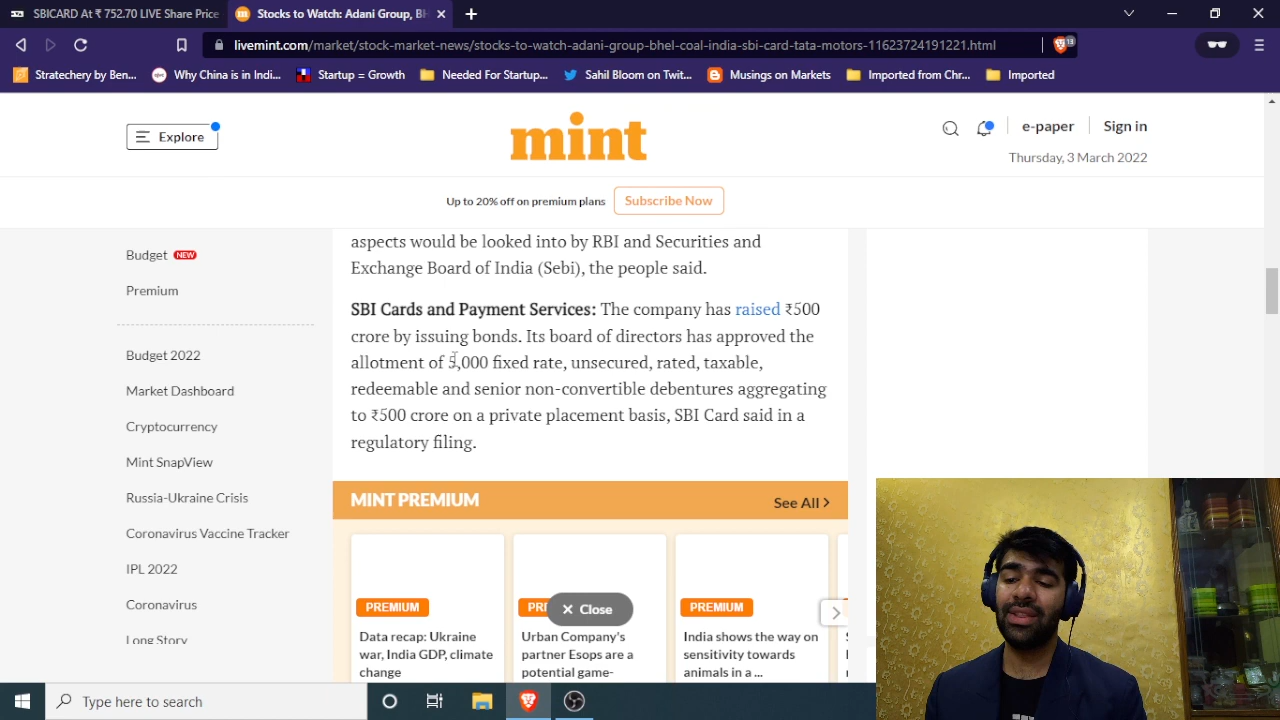 SBICARD At ₹ 752.70 LIVE Share Price
Stocks to Watch: Adani Group, BH
livemint.com/market/stock-market-news/stocks-to-watch-adani-group-bhel-coal-india-sbi-card-tata-motors-11623724191221.html
13
Stratechery by Ben...
Why China is in Indi...
Startup = Growth
Needed For Startup...
Sahil Bloom on Twit...
Musings on Markets
Imported from Chr...
Imported
Explore
mint
e-paper
Sign in
Thursday, 3 March 2022
Up to 20% off on premium plans
Subscribe Now
Budget NEW
Premium
Budget 2022
Market Dashboard
Cryptocurrency
Mint SnapView
Russia-Ukraine Crisis
Coronavirus Vaccine Tracker
IPL 2022
Coronavirus
Long Story
aspects would be looked into by RBI and Securities and
Exchange Board of India (Sebi), the people said.
SBI Cards and Payment Services: The company has raised ₹500
crore by issuing bonds. Its board of directors has approved the
allotment of 5,000 fixed rate, unsecured, rated, taxable,
redeemable and senior non-convertible debentures aggregating
to ₹500 crore on a private placement basis, SBI Card said in a
regulatory filing.
MINT PREMIUM
See All
PREMIUM
Data recap: Ukraine
war, India GDP, climate
change
PRE
Close
Urban Company's
partner Esops are a
potential game-
PREMIUM
India shows the way on
sensitivity towards
animals in a ...
Type here to search